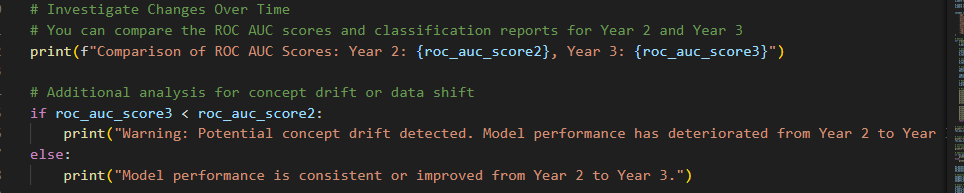 # Investigate Changes Over Time
# You can compare the ROC AUC Scores and classification reports for Year 2 and Year 3
print(f"Comparison of ROC AUC Scores: Year 2: {roc_auc_score2}, Year 3: {roc_auc_score3}")
# Additional analysis for concept drift or data shift
if roc_auc_score3 < roc_auc_score2:
print("Warning: Potential concept drift detected. Model performance has deteriorated from Year 2 to Year
else:
print("Model performance is consistent or improved from Year 2 to Year 3.")